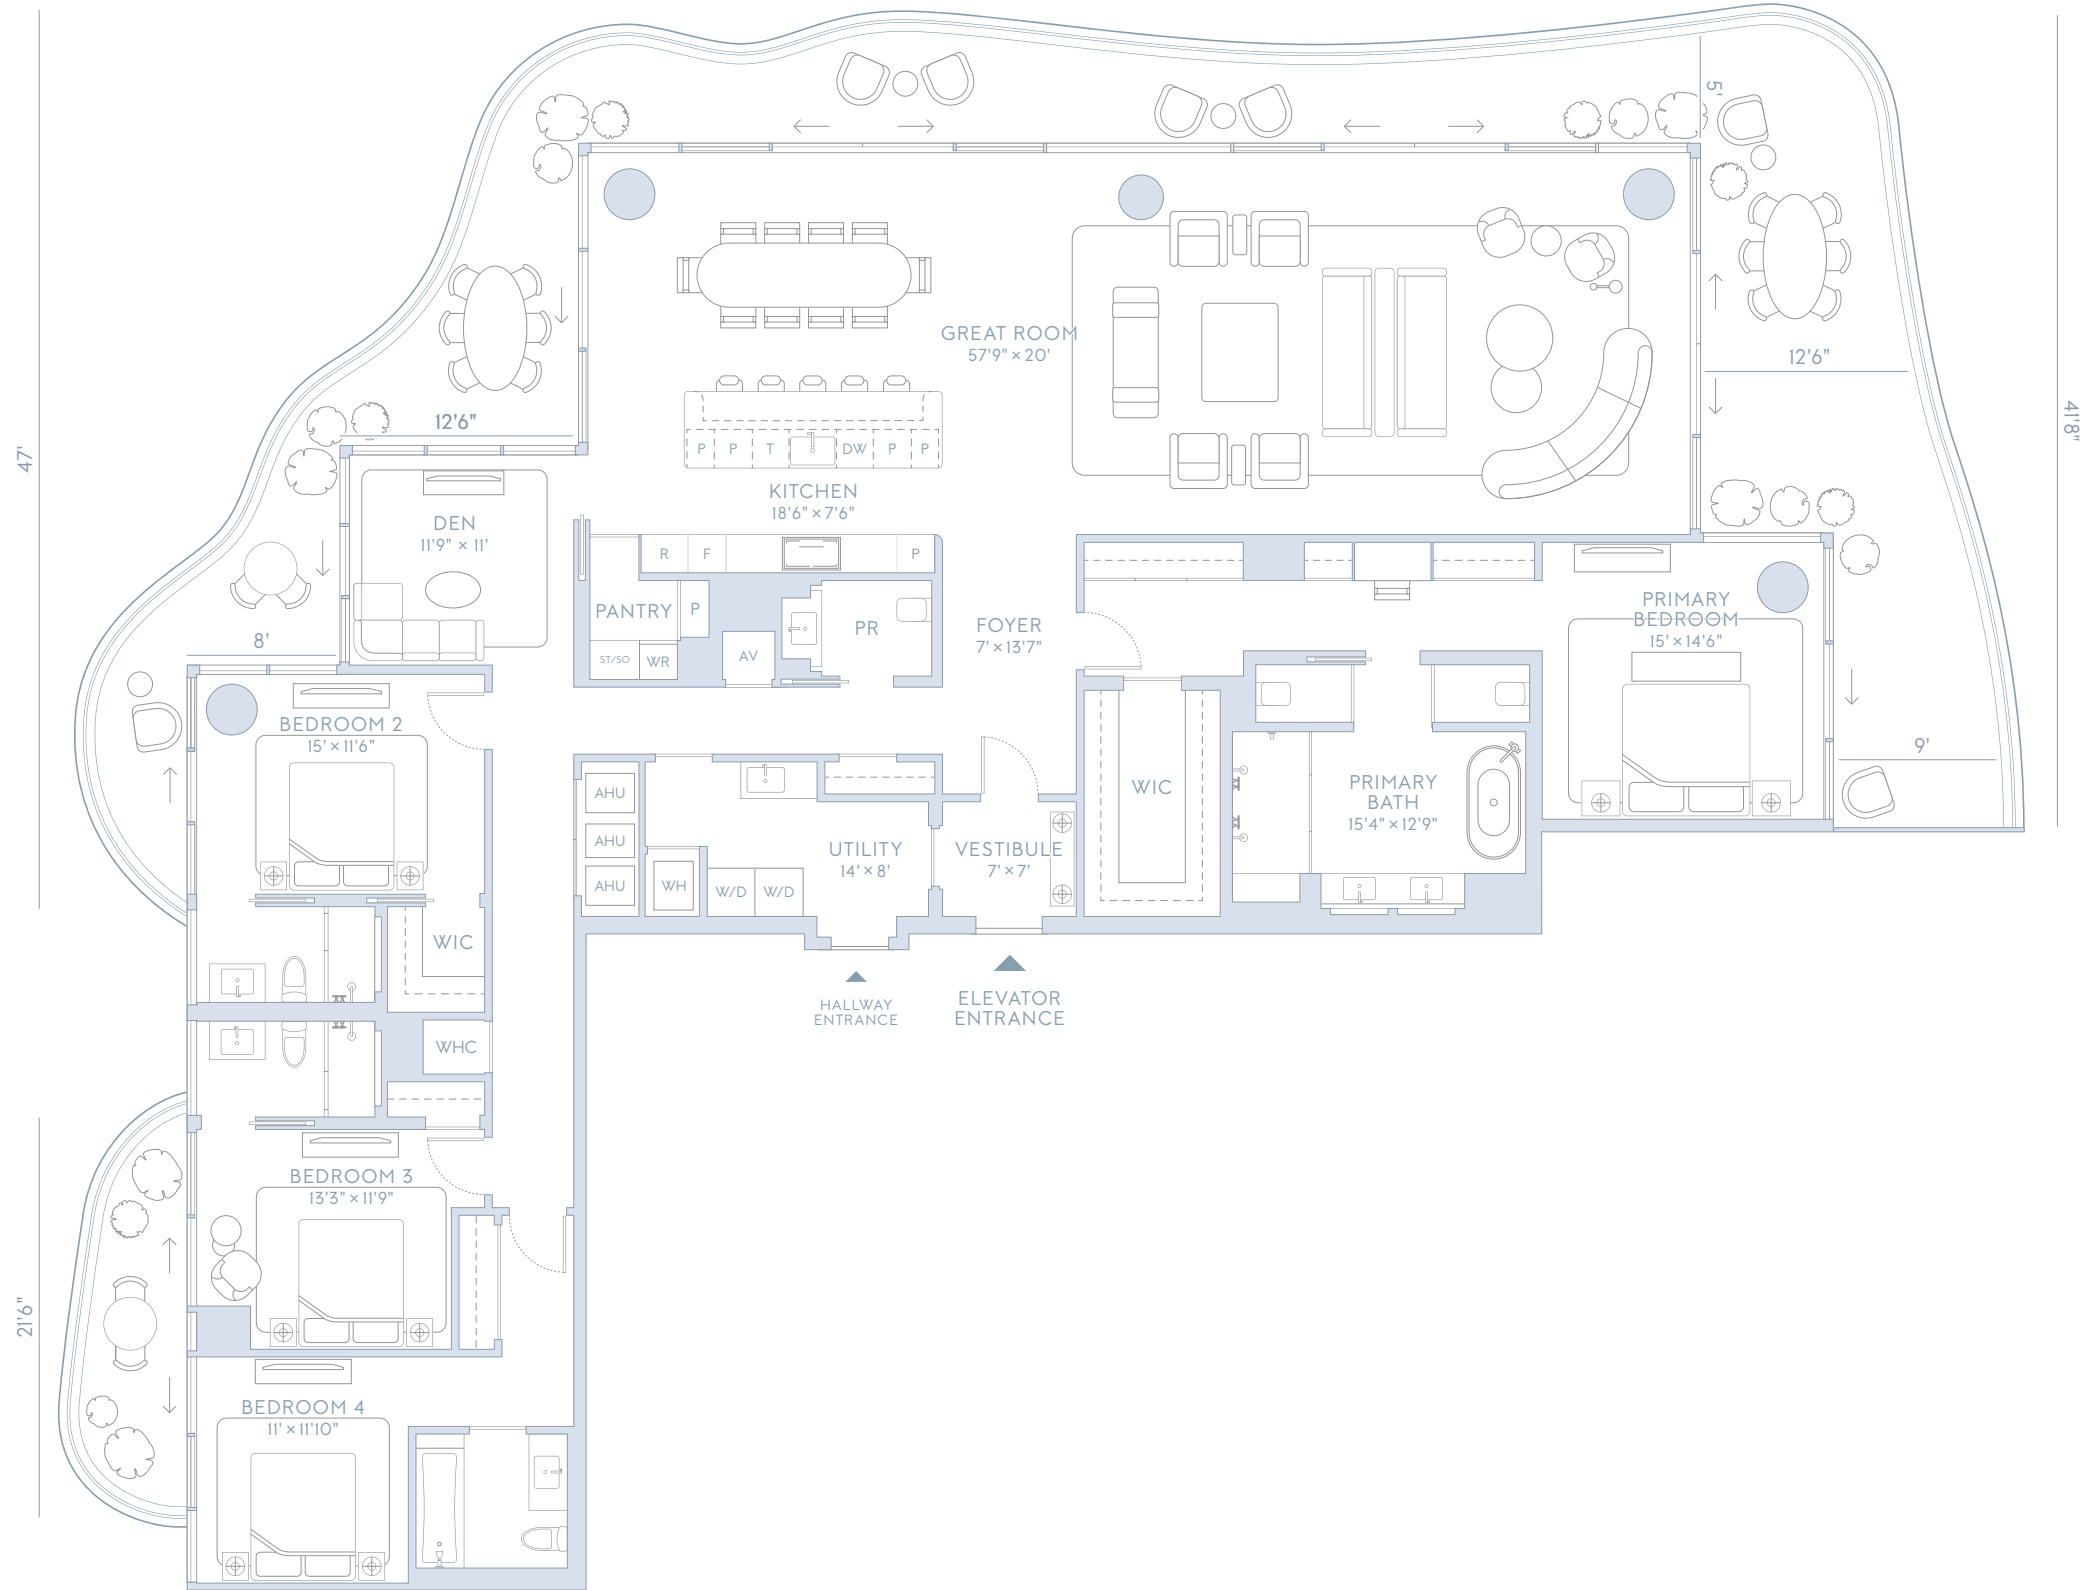 5'
47'
41'8"
12'6"
12'6"
8'
9'
21'6"
GREAT ROOM
57'9" × 20'
P P T DW P P
KITCHEN
18'6" × 7'6"
R F P
DEN
11'9" × 11'
PANTRY
P
ST/SO
WR
AV
PR
FOYER
7' × 13'7"
PRIMARY
BEDROOM
15' × 14'6"
BEDROOM 2
15' × 11'6"
AHU
AHU
AHU
WH
W/D
W/D
UTILITY
14' × 8'
VESTIBULE
7' × 7'
WIC
PRIMARY
BATH
15'4" × 12'9"
WIC
HALLWAY
ENTRANCE
ELEVATOR
ENTRANCE
WHC
BEDROOM 3
13'3" × 11'9"
BEDROOM 4
11' × 11'10"